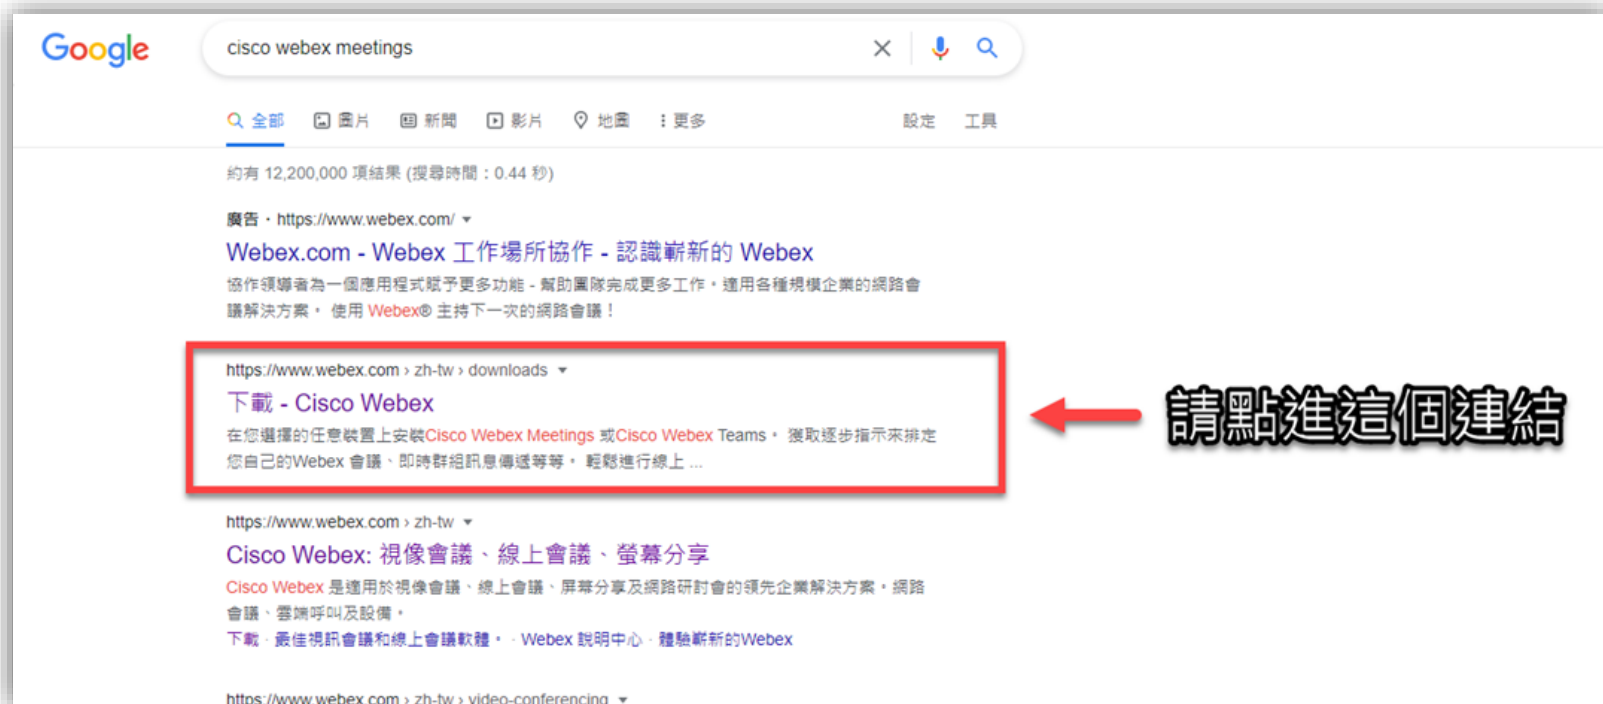 Google
cisco webex meetings
全部 圖片 新聞 影片 地圖 更多 設定 工具
約有 12,200,000 項結果 (搜尋時間：0.44 秒)
廣告 · https://www.webex.com/
Webex.com - Webex 工作場所協作 - 認識嶄新的 Webex
協作領導者為一個應用程式賦予更多功能 - 幫助團隊完成更多工作。適用各種規模企業的網路會
議解決方案。 使用 Webex® 主持下一次的網路會議！
https://www.webex.com › zh-tw › downloads
下載 - Cisco Webex
在您選擇的任意裝置上安裝Cisco Webex Meetings 或Cisco Webex Teams。 獲取逐步指示來排定
您自己的Webex 會議、即時群組訊息傳遞等等。 輕鬆進行線上 ...
請點進這個連結
https://www.webex.com › zh-tw
Cisco Webex: 視像會議、線上會議、螢幕分享
Cisco Webex 是適用於視像會議、線上會議、屏幕分享及網路研討會的領先企業解決方案。網路
會議、雲端呼叫及設備。
下載 · 最佳視訊會議和線上會議軟體。 · Webex 說明中心 · 體驗嶄新的Webex
https://www.webex.com › zh-tw › video-conferencing